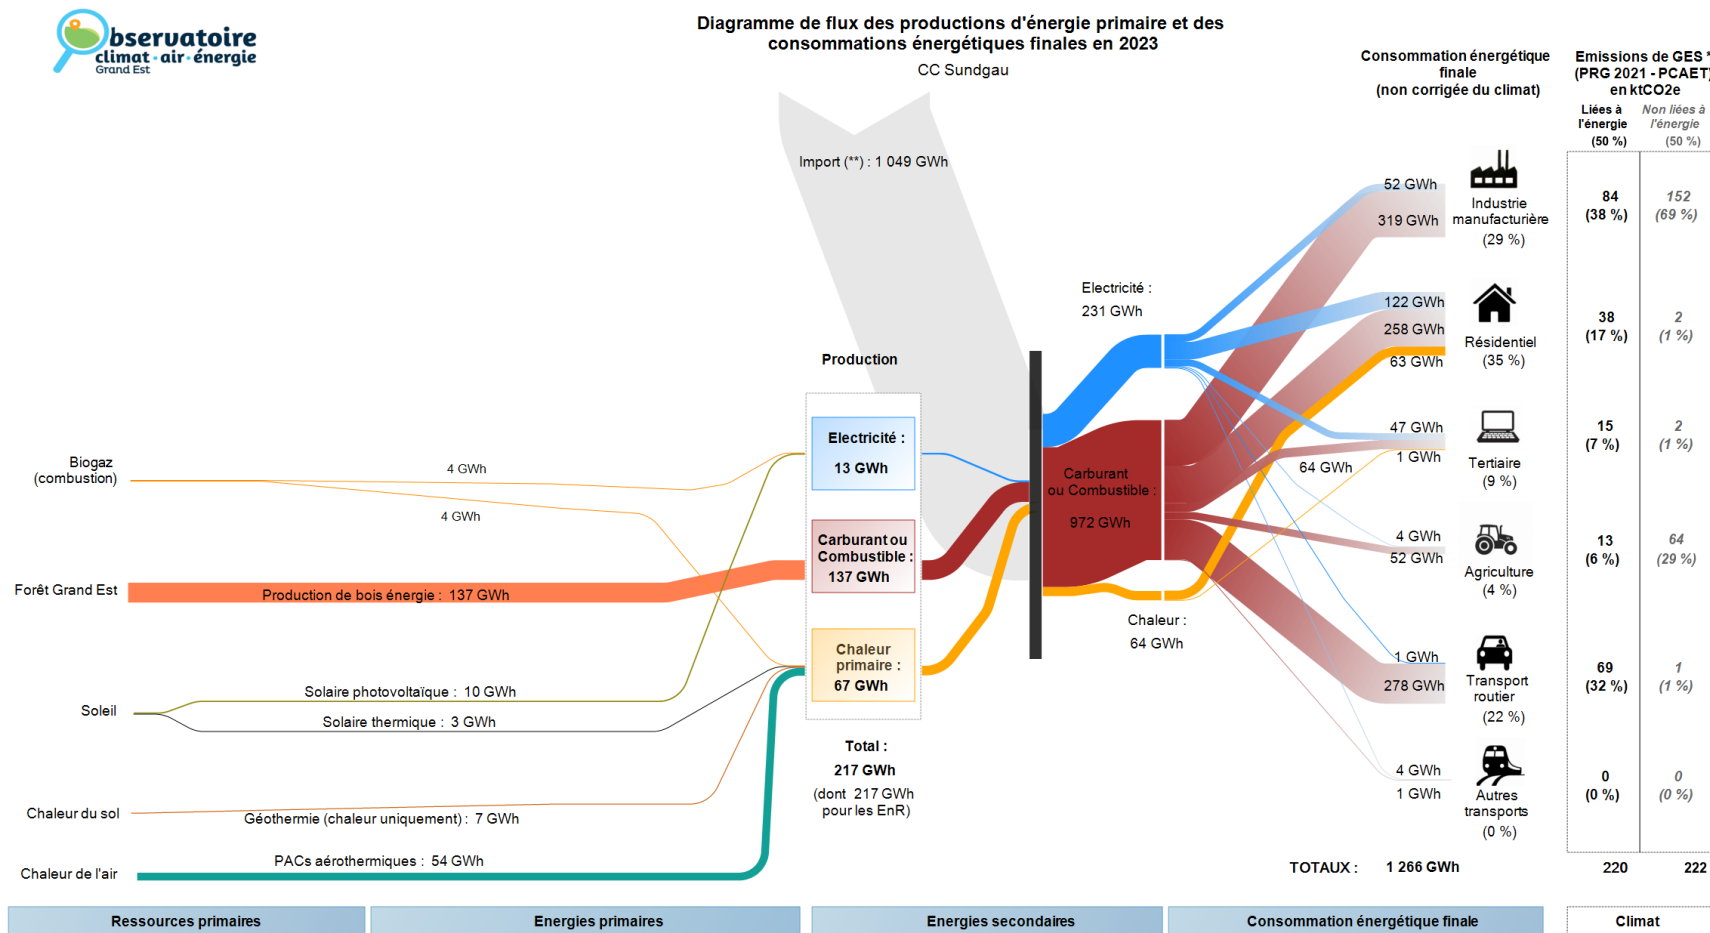 bservatoire
climat · air · énergie
Grand Est
Diagramme de flux des productions d'énergie primaire et des
consommations énergétiques finales en 2023
CC Sundgau
Consommation énergétique
finale
(non corrigée du climat)
Emissions de GES *
(PRG 2021 - PCAET)
en ktCO2e
Liées à
l'énergie
(50 %)
Non liées à
l'énergie
(50 %)
Import (**) : 1 049 GWh
52 GWh
319 GWh
Industrie
manufacturière
(29 %)
84
(38 %)
152
(69 %)
Electricité :
231 GWh
122 GWh
258 GWh
63 GWh
Résidentiel
(35 %)
38
(17 %)
2
(1 %)
Production
Electricité :
13 GWh
Carburant ou
Combustible :
137 GWh
Chaleur
primaire :
67 GWh
Total :
217 GWh
(dont 217 GWh
pour les EnR)
Biogaz
(combustion)
4 GWh
4 GWh
Forêt Grand Est
Production de bois énergie : 137 GWh
Soleil
Solaire photovoltaïque : 10 GWh
Solaire thermique : 3 GWh
Chaleur du sol
Géothermie (chaleur uniquement) : 7 GWh
Chaleur de l'air
PACs aérothermiques : 54 GWh
Carburant
ou Combustible :
972 GWh
Chaleur :
64 GWh
47 GWh
64 GWh
1 GWh
Tertiaire
(9 %)
15
(7 %)
2
(1 %)
4 GWh
52 GWh
Agriculture
(4 %)
13
(6 %)
64
(29 %)
1 GWh
278 GWh
Transport
routier
(22 %)
69
(32 %)
1
(1 %)
4 GWh
1 GWh
Autres
transports
(0 %)
0
(0 %)
0
(0 %)
TOTAUX : 1 266 GWh
220
222
Ressources primaires
Energies primaires
Energies secondaires
Consommation énergétique finale
Climat